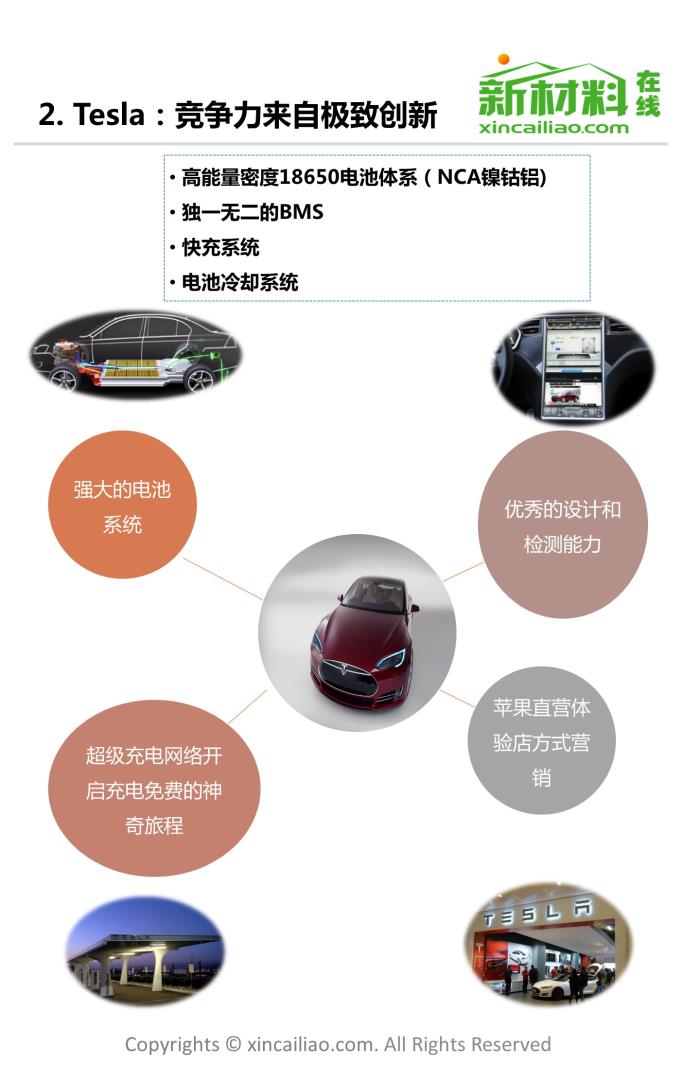 新材料在线
xincailiao.com
2. Tesla：竞争力来自极致创新
• 高能量密度18650电池体系（NCA镍钴铝)
• 独一无二的BMS
• 快充系统
• 电池冷却系统
强大的电池
系统
优秀的设计和
检测能力
超级充电网络开
启充电免费的神
奇旅程
苹果直营体
验店方式营
销
TESLA
Copyrights © xincailiao.com. All Rights Reserved